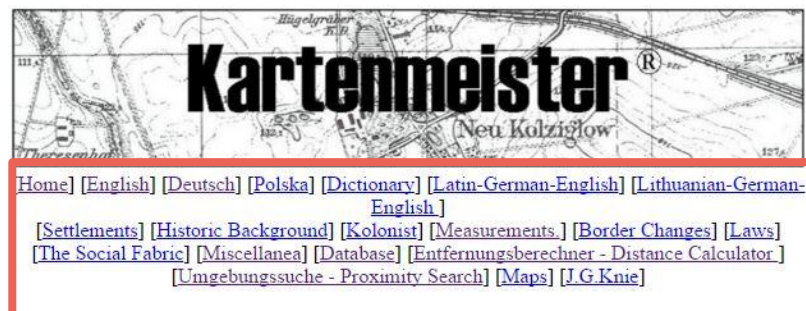 Hügelgräber
Kartenmeister®
Neu Kolziglow
[Home] [English] [Deutsch] [Polska] [Dictionary] [Latin-German-English] [Lithuanian-German-
English ]
[Settlements] [Historic Background] [Kolonist] [Measurements.] [Border Changes] [Laws]
[The Social Fabric] [Miscellanea] [Database] [Entfernungsberechner - Distance Calculator ]
[Umgebungssuche - Proximity Search] [Maps] [J.G.Knie]